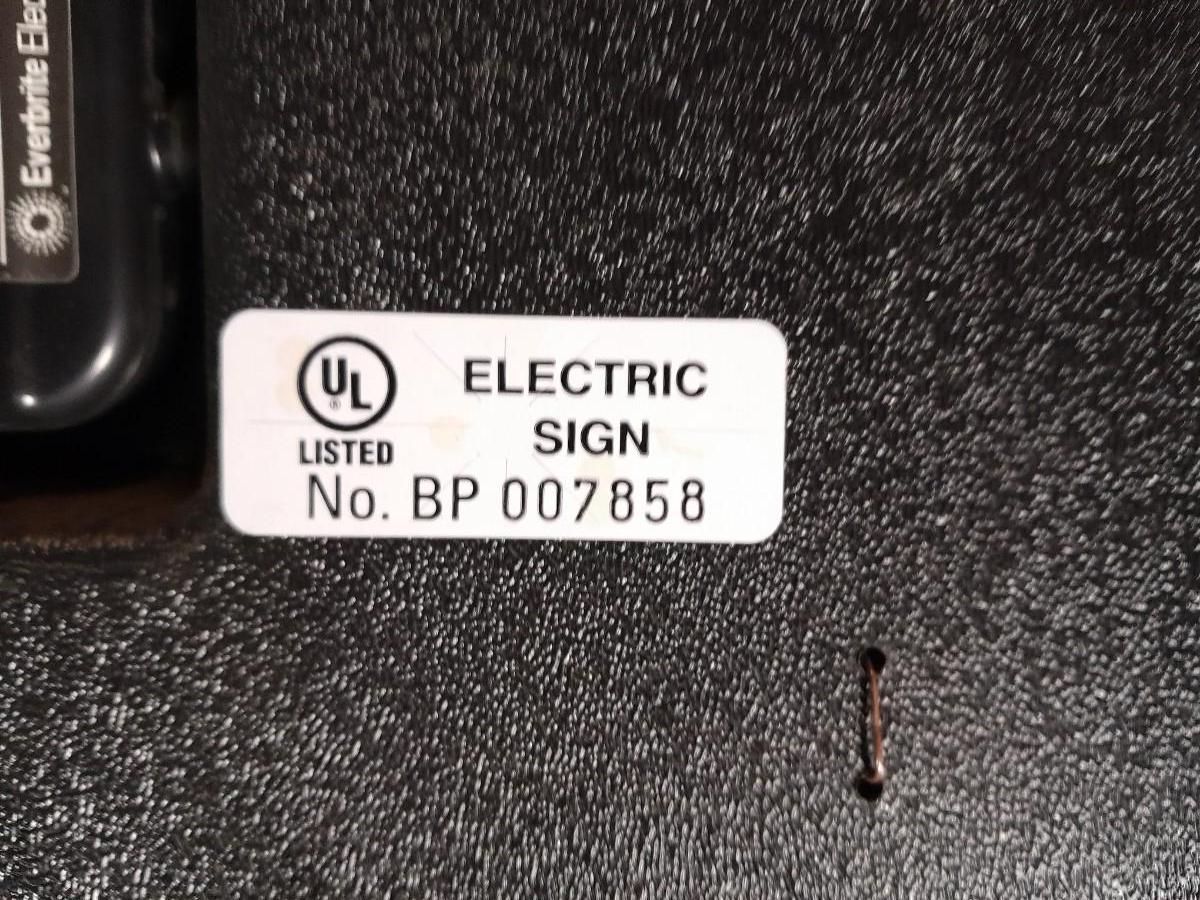 Everbrite Elec
UL
®
LISTED
ELECTRIC
SIGN
No. BP 007858